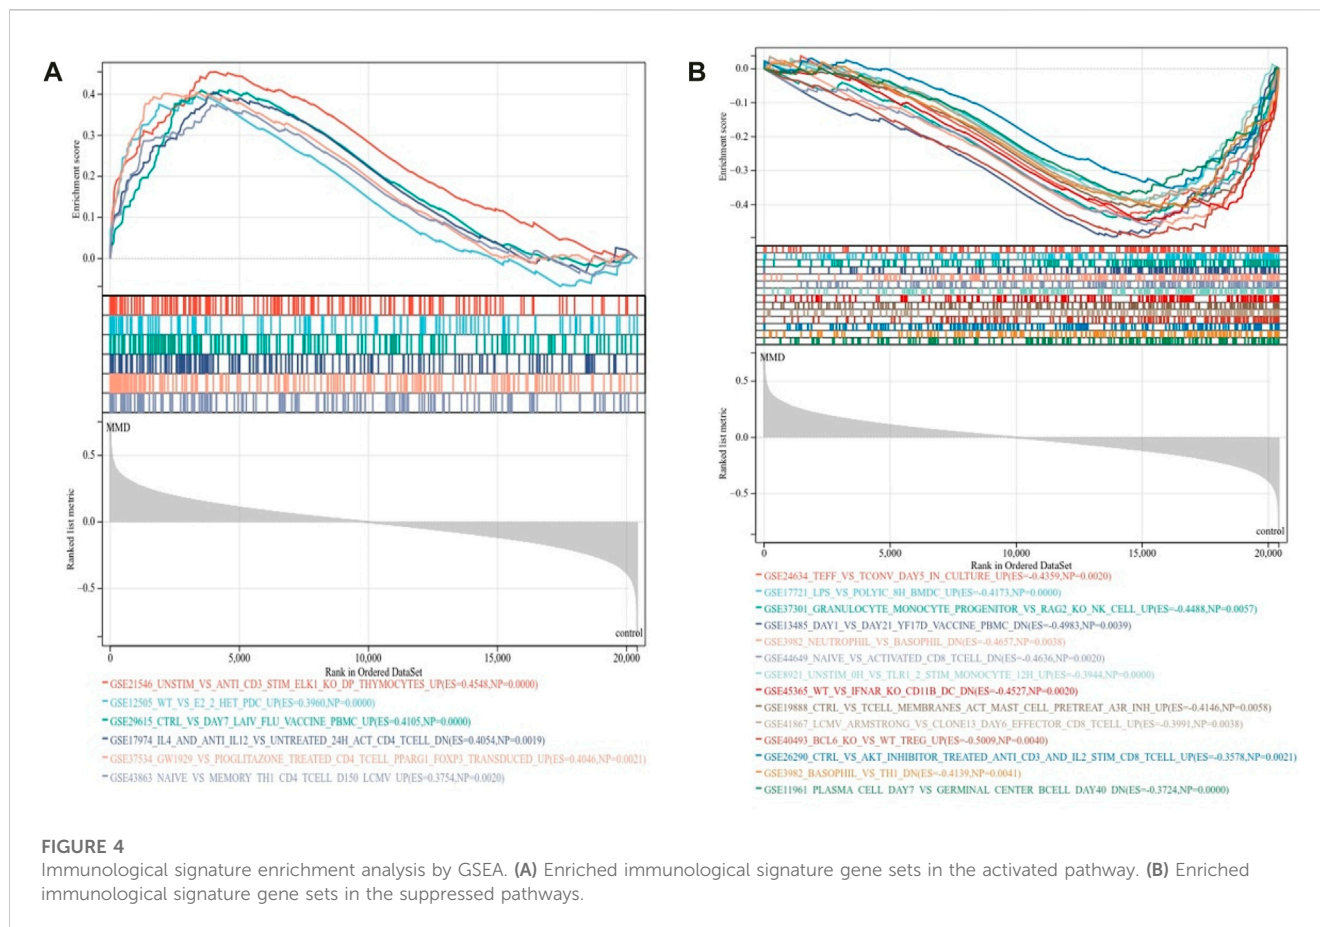 A
0.4
0.3
0.2
0.1
0.0
Enrichment score
MMD
0.5
0.0
−0.5
Ranked list metric
control
0
5,000
10,000
15,000
20,000
Rank in Ordered DataSet
GSE21546_UNSTIM_VS_ANTI_CD3_STIM_ELK1_KO_DP_THYMOCYTES_UP(ES=0.4548,NP=0.0000)
GSE12505_WT_VS_E2_2_HET_PDC_UP(ES=0.3960,NP=0.0000)
GSE29615_CTRL_VS_DAY7_LAIV_FLU_VACCINE_PBMC_UP(ES=0.4105,NP=0.0000)
GSE17974_IL4_AND_ANTI_IL12_VS_UNTREATED_24H_ACT_CD4_TCELL_DN(ES=0.4054,NP=0.0019)
GSE37534_GW1929_VS_PIOGLITAZONE_TREATED_CD4_TCELL_PPARG1_FOXP3_TRANSDUCED_UP(ES=0.4046,NP=0.0021)
GSE43863_NAIVE_VS_MEMORY_TH1_CD4_TCELL_D150_LCMV_UP(ES=0.3754,NP=0.0020)
B
0.0
−0.1
−0.2
−0.3
−0.4
Enrichment score
MMD
0.5
0.0
−0.5
Ranked list metric
control
0
5,000
10,000
15,000
20,000
Rank in Ordered DataSet
GSE24634_TEFF_VS_TCONV_DAY5_IN_CULTURE_UP(ES=-0.4359,NP=0.0020)
GSE17721_LPS_VS_POLYIC_8H_BMDC_UP(ES=-0.4173,NP=0.0000)
GSE37301_GRANULOCYTE_MONOCYTE_PROGENITOR_VS_RAG2_KO_NK_CELL_UP(ES=-0.4488,NP=0.0057)
GSE13485_DAY1_VS_DAY21_YF17D_VACCINE_PBMC_DN(ES=-0.4983,NP=0.0039)
GSE3982_NEUTROPHIL_VS_BASOPHIL_DN(ES=-0.4657,NP=0.0038)
GSE44649_NAIVE_VS_ACTIVATED_CD8_TCELL_DN(ES=-0.4636,NP=0.0020)
GSE8921_UNSTIM_0H_VS_TLR1_2_STIM_MONOCYTE_12H_UP(ES=-0.3944,NP=0.0000)
GSE45365_WT_VS_IFNAR_KO_CD11B_DC_DN(ES=-0.4527,NP=0.0020)
GSE19888_CTRL_VS_TCELL_MEMBRANES_ACT_MAST_CELL_PRETREAT_A3R_INH_UP(ES=-0.4146,NP=0.0058)
GSE41867_LCMV_ARMSTRONG_VS_CLONE13_DAY6_EFFECTOR_CD8_TCELL_UP(ES=-0.3991,NP=0.0038)
GSE40493_BCL6_KO_VS_WT_TREG_UP(ES=-0.5009,NP=0.0040)
GSE26290_CTRL_VS_AKT_INHIBITOR_TREATED_ANTI_CD3_AND_IL2_STIM_CD8_TCELL_UP(ES=-0.3578,NP=0.0021)
GSE3982_BASOPHIL_VS_TH1_DN(ES=-0.4139,NP=0.0041)
GSE11961_PLASMA_CELL_DAY7_VS_GERMINAL_CENTER_BCELL_DAY40_DN(ES=-0.3724,NP=0.0000)
FIGURE 4
Immunological signature enrichment analysis by GSEA. (A) Enriched immunological signature gene sets in the activated pathway. (B) Enriched
immunological signature gene sets in the suppressed pathways.